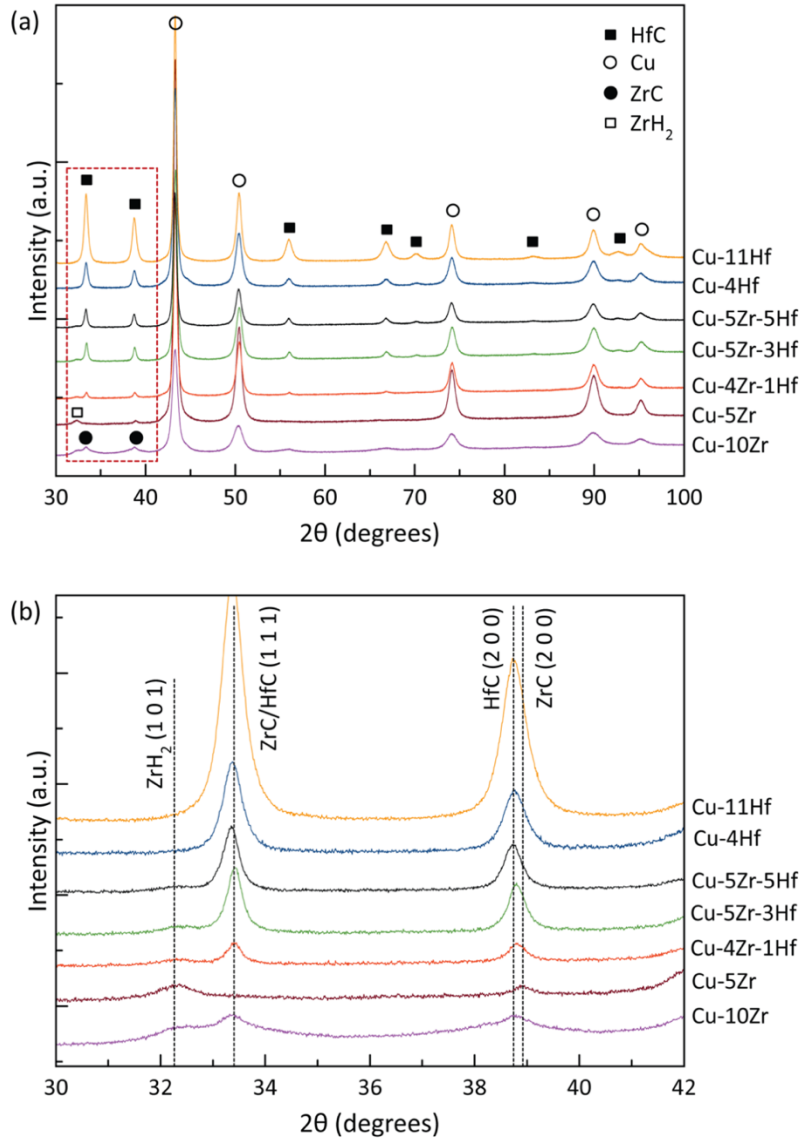 (a)
HfC
Cu
ZrC
ZrH2
Intensity (a.u.)
Cu-11Hf
Cu-4Hf
Cu-5Zr-5Hf
Cu-5Zr-3Hf
Cu-4Zr-1Hf
Cu-5Zr
Cu-10Zr
30 40 50 60 70 80 90 100
2θ (degrees)
(b)
ZrH2 (1 0 1)
ZrC/HfC (1 1 1)
HfC (2 0 0)
ZrC (2 0 0)
Intensity (a.u.)
Cu-11Hf
Cu-4Hf
Cu-5Zr-5Hf
Cu-5Zr-3Hf
Cu-4Zr-1Hf
Cu-5Zr
Cu-10Zr
30 32 34 36 38 40 42
2θ (degrees)